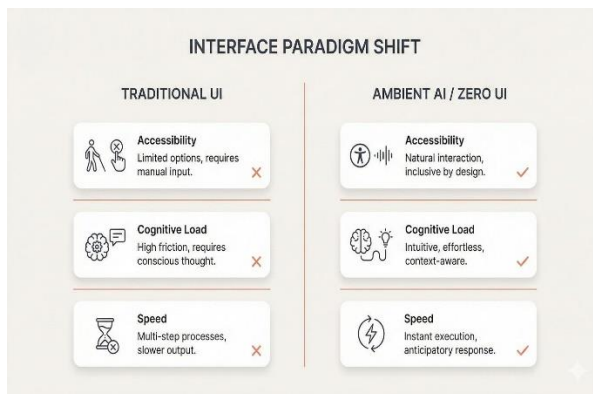 INTERFACE PARADIGM SHIFT
TRADITIONAL UI
Accessibility
Limited options, requires
manual input.
Cognitive Load
High friction, requires
conscious thought.
Speed
Multi-step processes,
slower output.
AMBIENT AI / ZERO UI
Accessibility
Natural interaction,
inclusive by design.
Cognitive Load
Intuitive, effortless,
context-aware.
Speed
Instant execution,
anticipatory response.